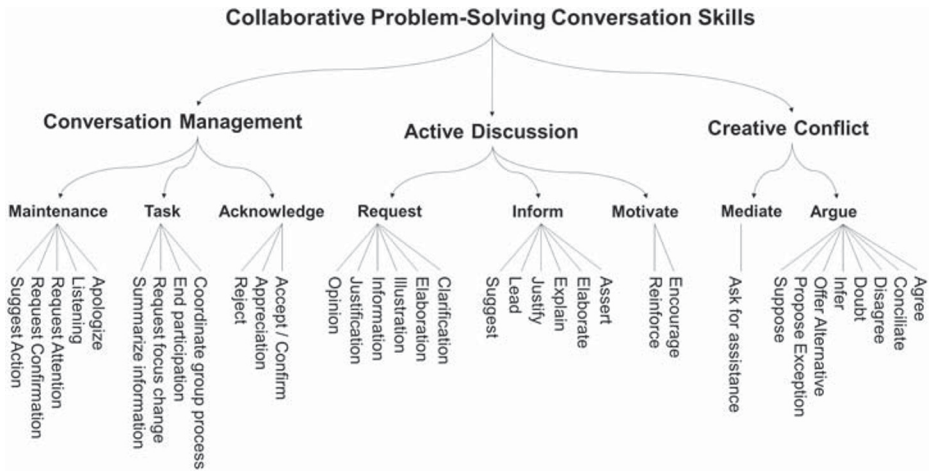 Collaborative Problem-Solving Conversation Skills
Conversation Management
Active Discussion
Creative Conflict
Maintenance
Task
Acknowledge
Request
Inform
Motivate
Mediate
Argue
Suggest Action
Request Confirmation
Request Attention
Listening
Apologize
Summarize information
Request focus change
End participation
Coordinate group process
Reject
Appreciation
Accept / Confirm
Opinion
Justification
Information
Illustration
Elaboration
Clarification
Suggest
Lead
Justify
Explain
Elaborate
Assert
Reinforce
Encourage
Ask for assistance
Suppose
Propose Exception
Offer Alternative
Infer
Doubt
Disagree
Conciliate
Agree